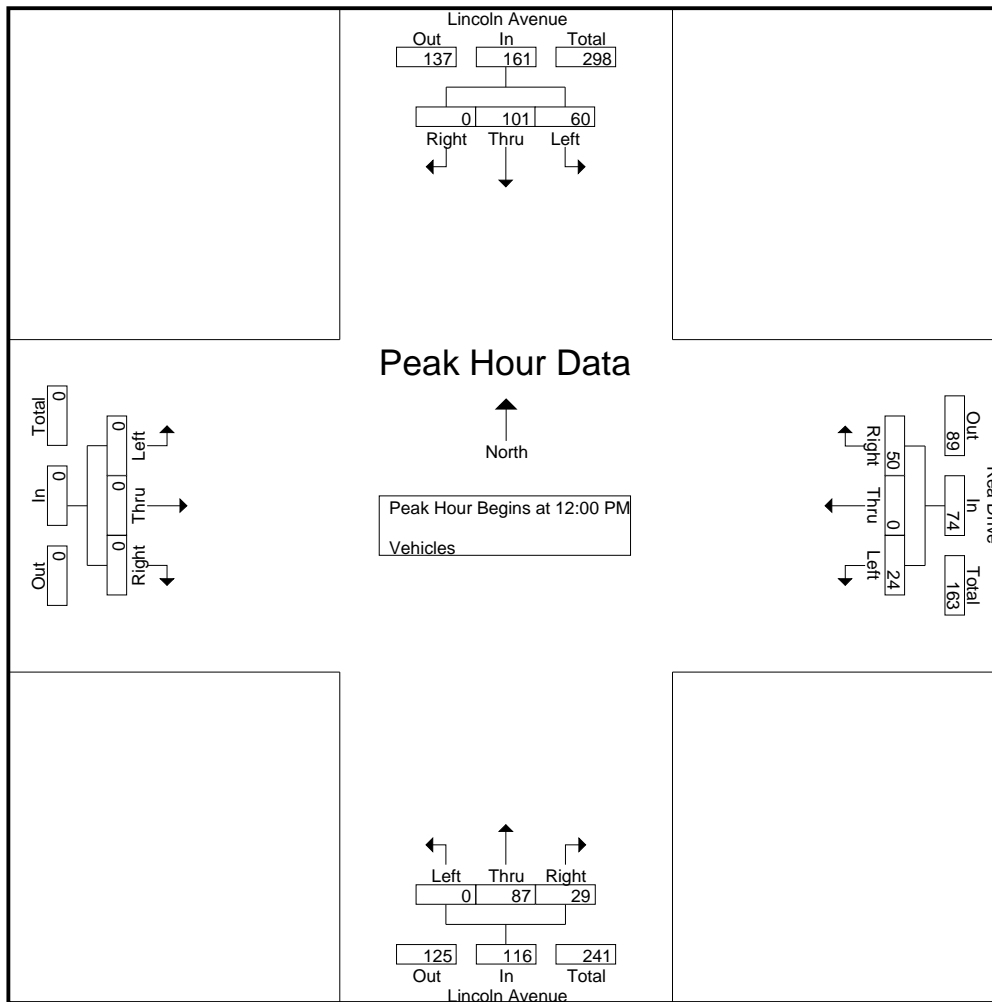 Lincoln Avenue
Out In Total
137 161 298
0 101 60
Right Thru Left
Peak Hour Data
North
Peak Hour Begins at 12:00 PM
Vehicles
Total In Out
0 0 0
0 0 0
Left Thru Right
Right Thru Left
50 0 24
89 74 163
Out In Total
Drive
Left Thru Right
0 87 29
125 116 241
Out In Total
Lincoln Avenue